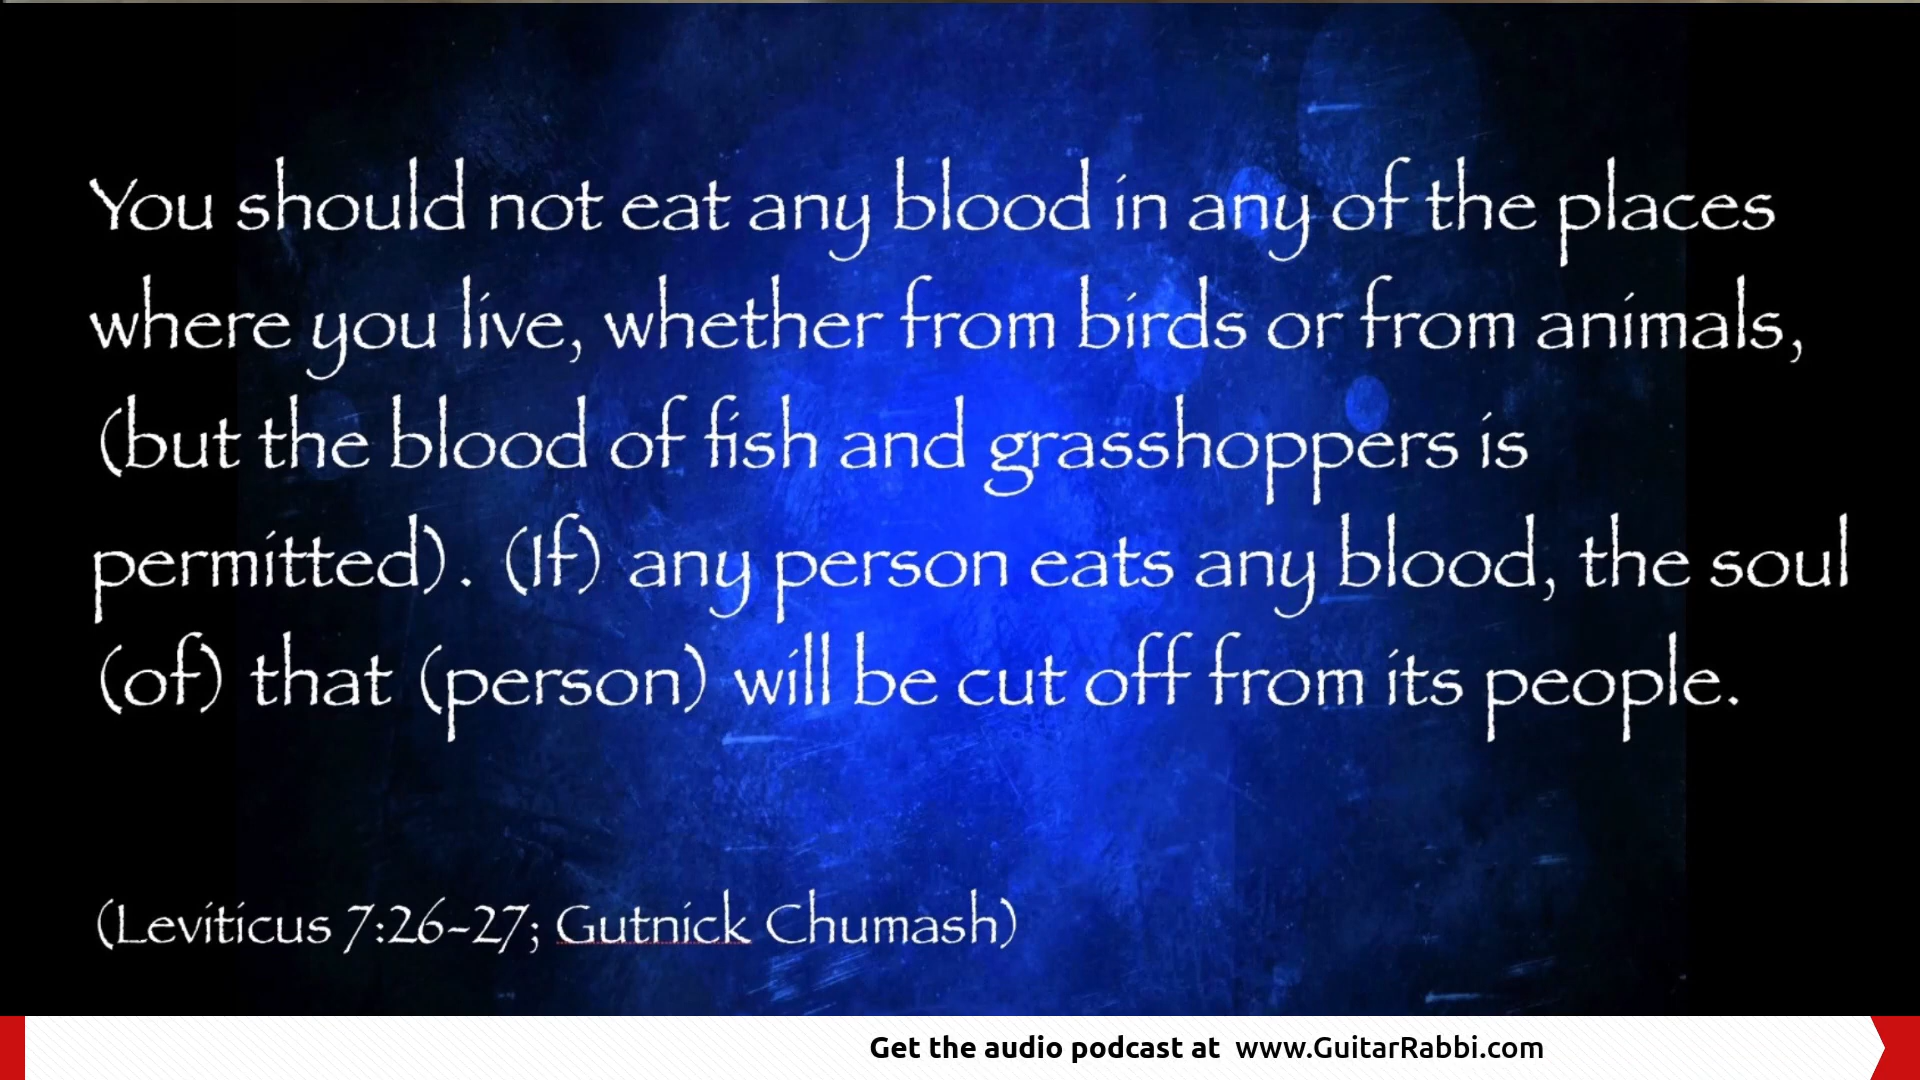 You should not eat any blood in any of the places
where you live, whether from birds or from animals,
(but the blood of fish and grasshoppers is
permitted). (If) any person eats any blood, the soul
(of) that (person) will be cut off from its people.
(Leviticus 7:26-27; Gutnick Chumash)
Get the audio podcast at www.GuitarRabbi.com